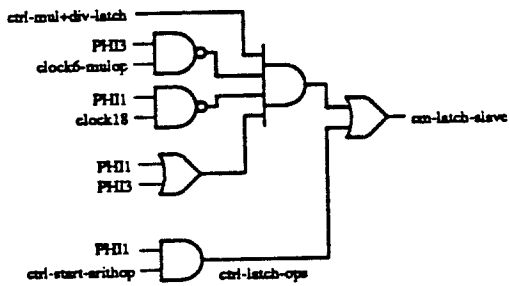 ctrl-mul+div-latch
PHI3
clock6-mulop
PHI1
clock18
PHI1
PHI3
cm-latch-slave
PHI1
ctrl-start-arithop
ctrl-latch-ops